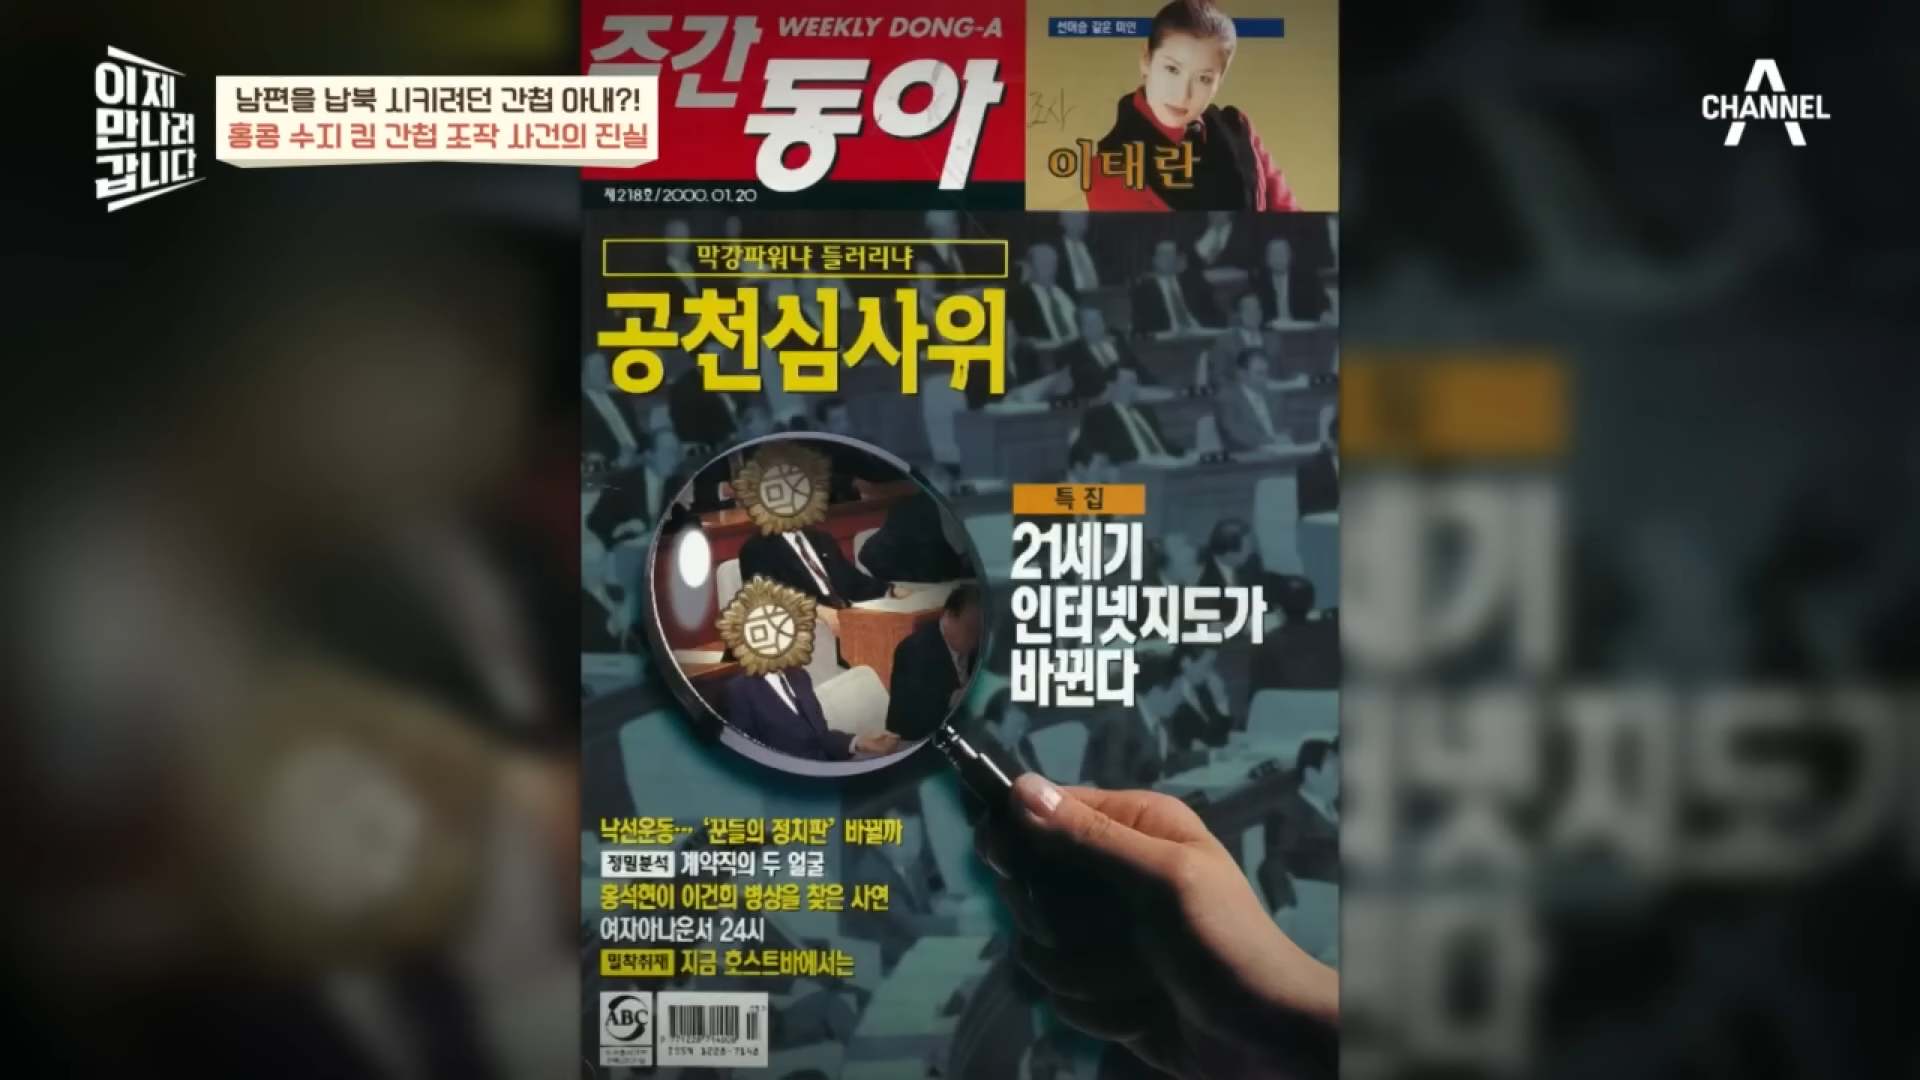 이제
만나러
갑니다
남편을 납북 시키려던 간첩 아내?!
홍콩 수지 킴 간첩 조작 사건의 진실
CHANNEL A
주간
동아
WEEKLY DONG-A
제218호/2000.01.20
선머슴 같은 미인
조사
이태란
막강파워냐 들러리냐
공천심사위
특집
21세기
인터넷지도가
바뀐다
낙선운동… ‘꾼들의 정치판’ 바뀔까
정밀분석 계약직의 두 얼굴
홍석현이 이건희 병상을 찾은 사연
여자아나운서 24시
밀착취재 지금 호스트바에서는
ABC
ISSN 1228-7148